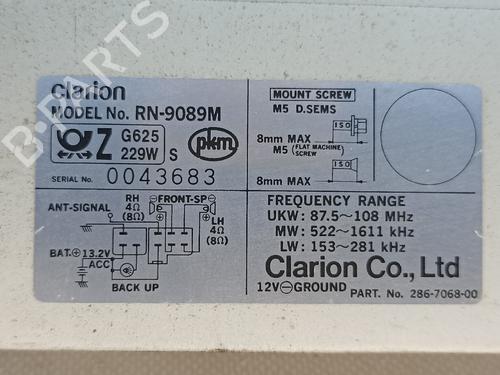 B-PARTS
clarion
MODEL No. RN-9089M
Z G625
229W S
pkm
SERIAL No. 0043683
ANT-SIGNAL
RH
4Ω
(8Ω)
FRONT-SP
LH
4Ω
(8Ω)
BAT.⊕ 13.2V
ACC
BACK UP
MOUNT SCREW
M5 D.SEMS
ISO
8mm MAX
M5 (FLAT MACHINE SCREW)
ISO
8mm MAX
FREQUENCY RANGE
UKW: 87.5~108 MHz
MW: 522~1611 kHz
LW: 153~281 kHz
Clarion Co., Ltd
12V⊖GROUND PART. No. 286-7068-00